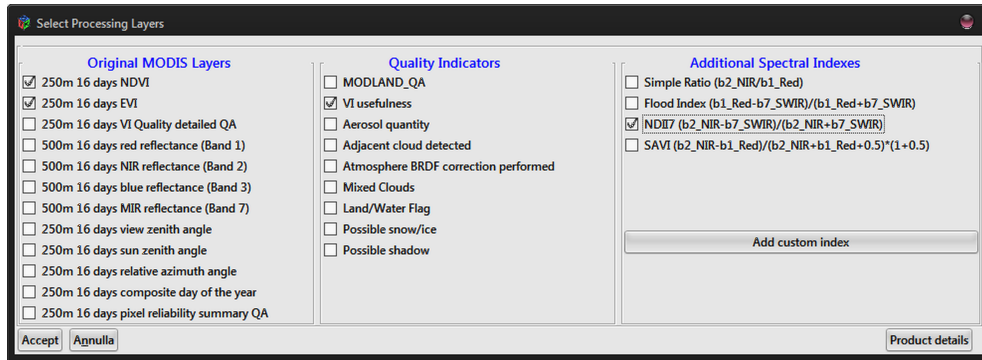 Select Processing Layers
Original MODIS Layers
250m 16 days NDVI
250m 16 days EVI
250m 16 days VI Quality detailed QA
500m 16 days red reflectance (Band 1)
500m 16 days NIR reflectance (Band 2)
500m 16 days blue reflectance (Band 3)
500m 16 days MIR reflectance (Band 7)
250m 16 days view zenith angle
250m 16 days sun zenith angle
250m 16 days relative azimuth angle
250m 16 days composite day of the year
250m 16 days pixel reliability summary QA
Quality Indicators
MODLAND_QA
VI usefulness
Aerosol quantity
Adjacent cloud detected
Atmosphere BRDF correction performed
Mixed Clouds
Land/Water Flag
Possible snow/ice
Possible shadow
Additional Spectral Indexes
Simple Ratio (b2_NIR/b1_Red)
Flood Index (b1_Red-b7_SWIR)/(b1_Red+b7_SWIR)
NDII7 (b2_NIR-b7_SWIR)/(b2_NIR+b7_SWIR)
SAVI (b2_NIR-b1_Red)/(b2_NIR+b1_Red+0.5)*(1+0.5)
Add custom index
Accept
Annulla
Product details